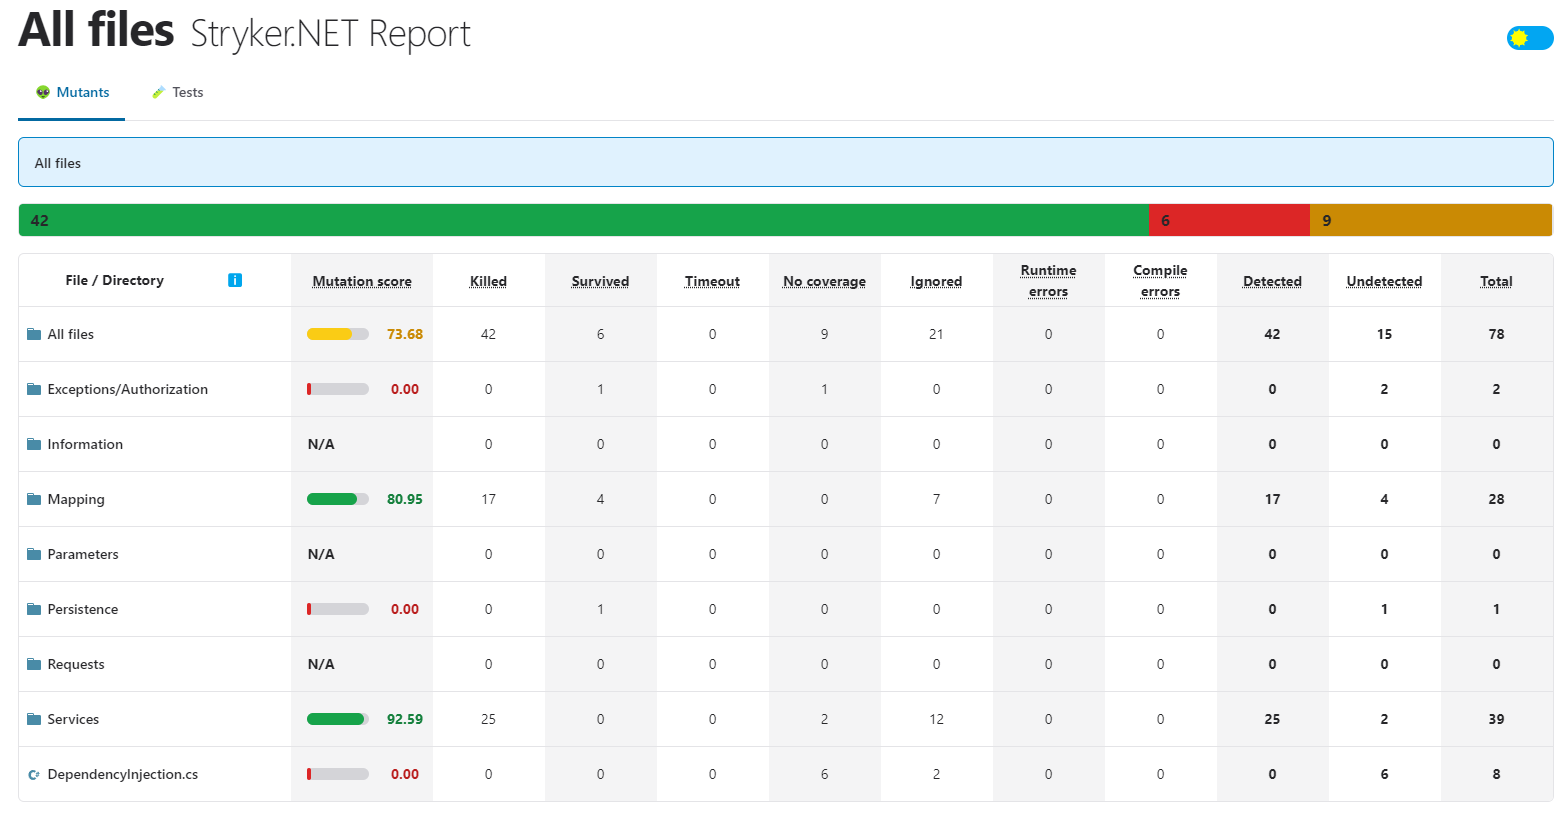 All files Stryker.NET Report
Mutants Tests
All files
42 6 9
File / Directory i Mutation score Killed Survived Timeout No coverage Ignored Runtime errors Compile errors Detected Undetected Total
All files 73.68 42 6 0 9 21 0 0 42 15 78
Exceptions/Authorization 0.00 0 1 0 1 0 0 0 0 2 2
Information N/A 0 0 0 0 0 0 0 0 0 0
Mapping 80.95 17 4 0 0 7 0 0 17 4 28
Parameters N/A 0 0 0 0 0 0 0 0 0 0
Persistence 0.00 0 1 0 0 0 0 0 0 1 1
Requests N/A 0 0 0 0 0 0 0 0 0 0
Services 92.59 25 0 0 2 12 0 0 25 2 39
C# DependencyInjection.cs 0.00 0 0 0 6 2 0 0 0 6 8